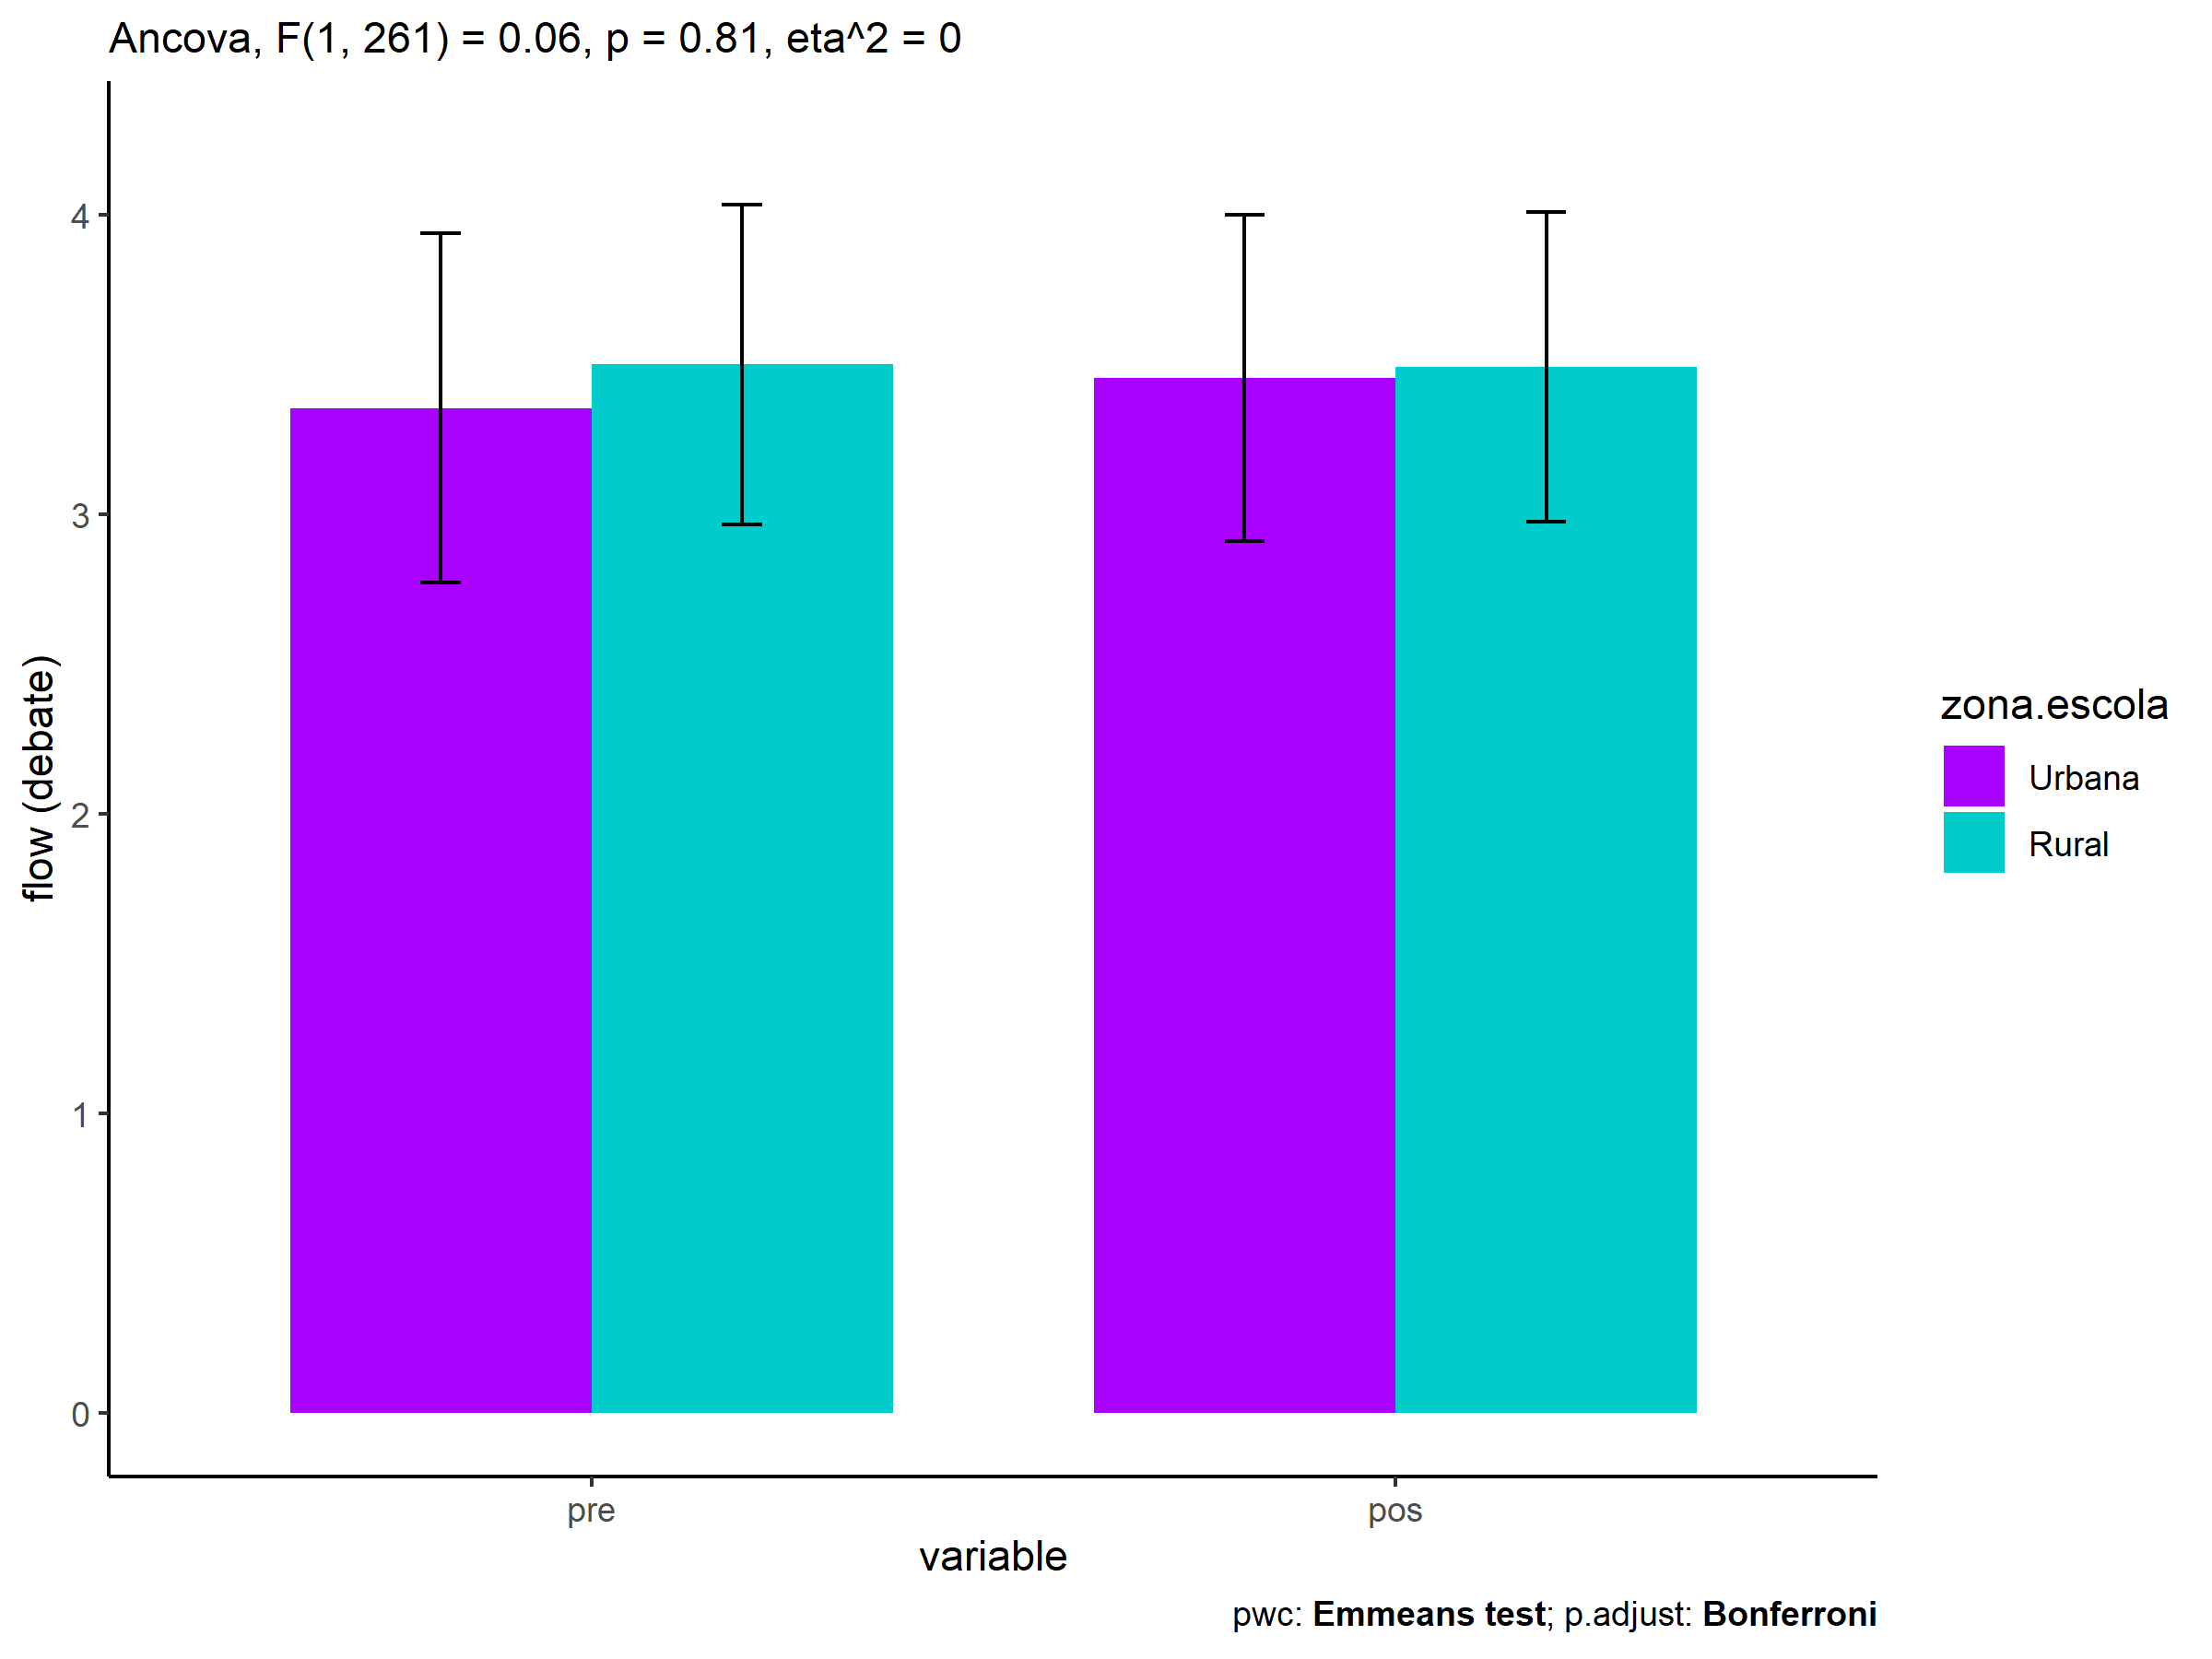 Ancova, F(1, 261) = 0.06, p = 0.81, eta^2 = 0
flow (debate)
4
3
2
1
0
pre
pos
variable
zona.escola
Urbana
Rural
pwc: Emmeans test; p.adjust: Bonferroni